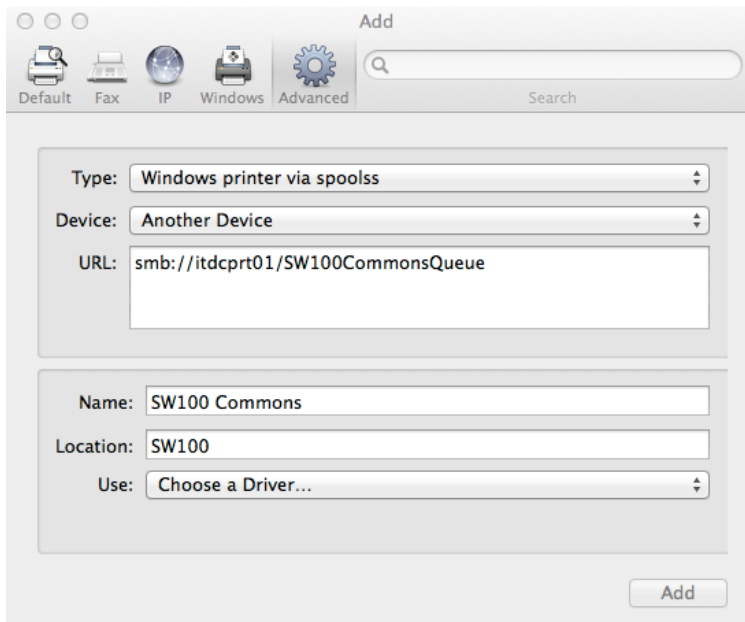 Add
Default Fax IP Windows Advanced Search
Type: Windows printer via spoolss
Device: Another Device
URL: smb://itdcprt01/SW100CommonsQueue
Name: SW100 Commons
Location: SW100
Use: Choose a Driver...
Add